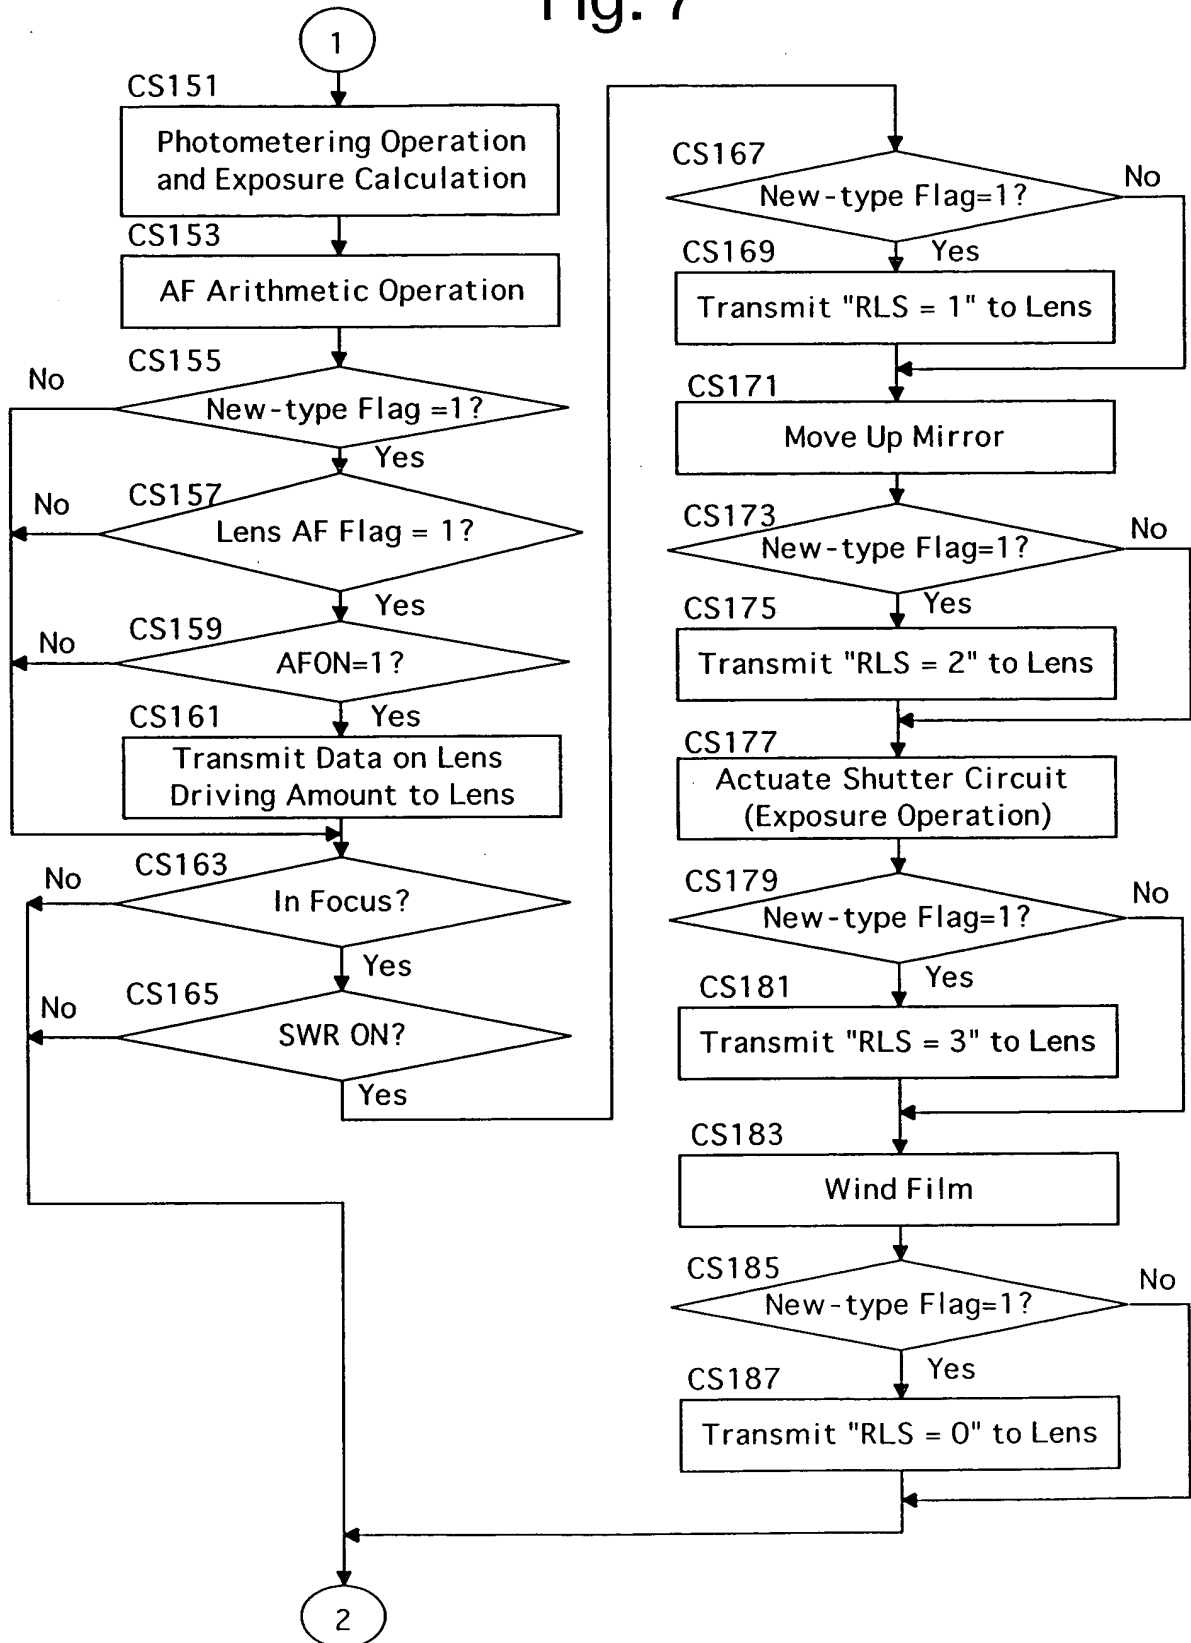 Fig. 7
1
CS151
Photometering Operation
and Exposure Calculation
CS153
AF Arithmetic Operation
CS155
No
New-type Flag =1?
Yes
CS157
No
Lens AF Flag = 1?
Yes
CS159
No
AFON=1?
Yes
CS161
Transmit Data on Lens
Driving Amount to Lens
CS163
No
In Focus?
Yes
CS165
No
SWR ON?
Yes
CS167
No
New-type Flag=1?
Yes
CS169
Transmit "RLS = 1" to Lens
CS171
Move Up Mirror
CS173
No
New-type Flag=1?
Yes
CS175
Transmit "RLS = 2" to Lens
CS177
Actuate Shutter Circuit
(Exposure Operation)
CS179
No
New-type Flag=1?
Yes
CS181
Transmit "RLS = 3" to Lens
CS183
Wind Film
CS185
No
New-type Flag=1?
Yes
CS187
Transmit "RLS = 0" to Lens
2